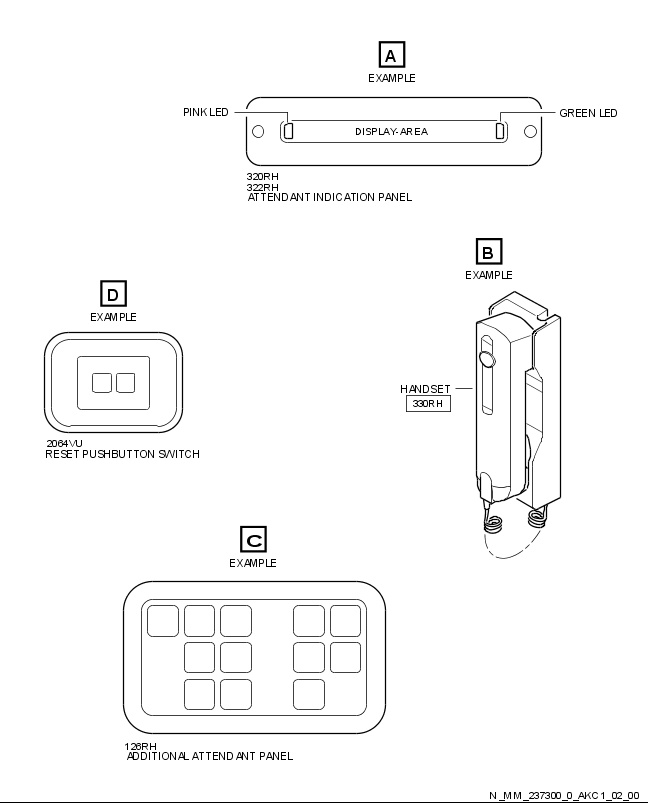 A
EXAMPLE
PINK LED
GREEN LED
DISPLAY-AREA
320RH
322RH
ATTENDANT INDICATION PANEL
B
EXAMPLE
D
EXAMPLE
HANDSET
330RH
2064VU
RESET PUSHBUTTON SWITCH
C
EXAMPLE
126RH
ADDITIONAL ATTENDANT PANEL
N_MM_237300_0_AKC1_02_00